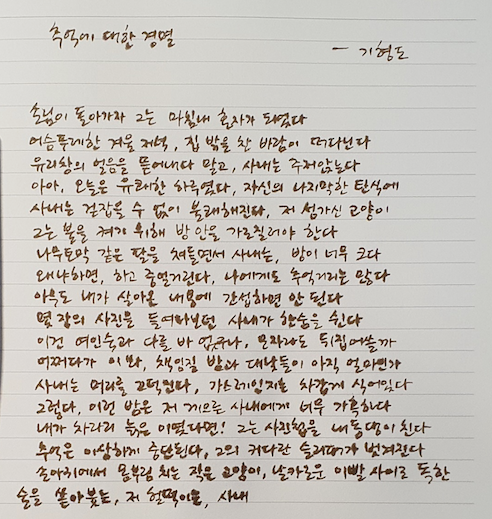 추억에 대한 경멸
- 기형도
손님이 돌아가자 그는 마침내 혼자가 되었다
어슴푸레한 겨울 저녁, 집 밖을 찬 바람이 떠다닌다
유리창의 얼음을 뜯어내다 말고, 사내는 주저앉는다
아아, 오늘은 유쾌한 하루였다, 자신의 나지막한 탄식에
사내는 걷잡을 수 없이 불쾌해진다, 저 성가신 고양이
그는 불을 켜기 위해 방 안을 가로질러야 한다
나무토막 같은 팔을 쳐들면서 사내는, 방이 너무 크다
왜냐하면, 하고 중얼거린다, 나에게도 추억거리는 많다
아무도 내가 살아온 내용에 간섭하면 안 된다
몇 장의 사진을 들여다보던 사내가 한숨을 쉰다
이건 여인숙과 다를 바 없구나, 모자라도 뒤집어쓸까
어쩌다가 이 봐, 책임질 밤과 대낮들이 아직 얼마인가
사내는 머리를 끄덕인다, 가스레인지는 차갑게 식어있다
그렇다, 이런 밤은 저 게으른 사내에게 너무 가혹하다
내가 차라리 늙은이였다면! 그는 사진첩을 내동댕이 친다
추억은 이상하게 중단된다, 그의 커다란 슬리퍼가 벗겨진다
손아귀에서 몸부림 치는 작은 고양이, 날카로운 이빨 사이로 독한
술을 쏟아붓는, 저 헐떡이는, 사내